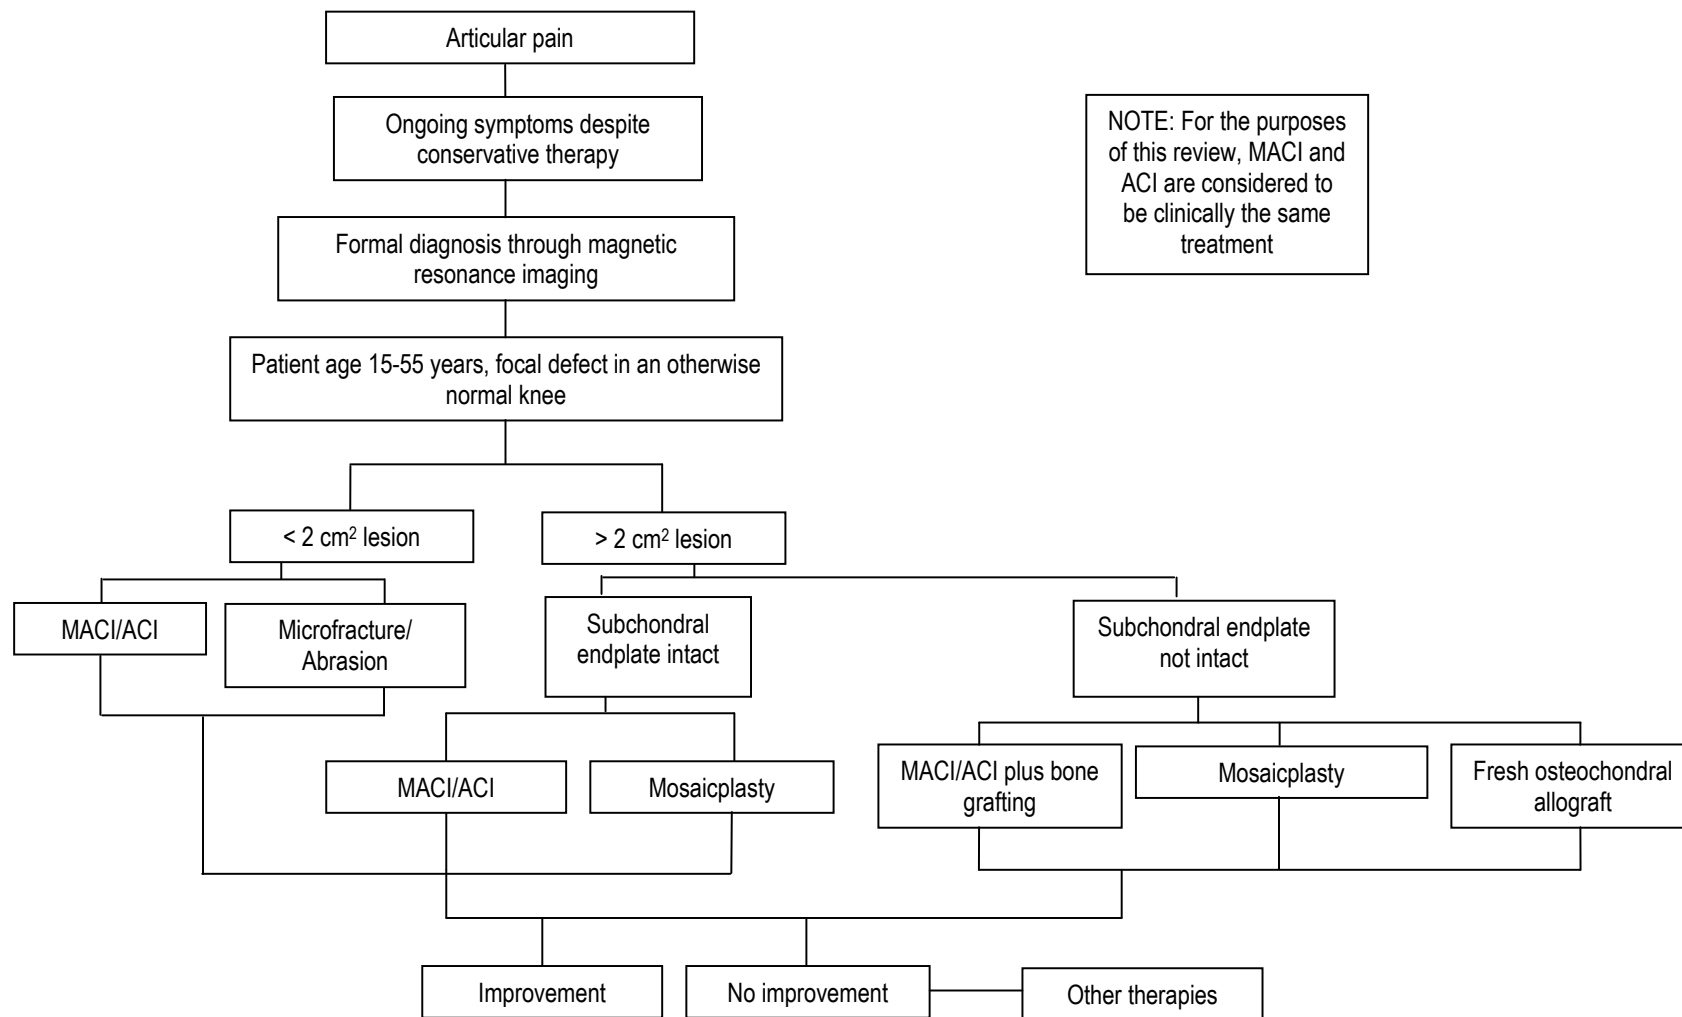 Articular pain
Ongoing symptoms despite
conservative therapy
NOTE: For the purposes
of this review, MACI and
ACI are considered to
be clinically the same
treatment
Formal diagnosis through magnetic
resonance imaging
Patient age 15-55 years, focal defect in an otherwise
normal knee
< 2 cm² lesion
> 2 cm² lesion
MACI/ACI
Microfracture/
Abrasion
Subchondral
endplate intact
Subchondral endplate
not intact
MACI/ACI
Mosaicplasty
MACI/ACI plus bone
grafting
Mosaicplasty
Fresh osteochondral
allograft
Improvement
No improvement
Other therapies